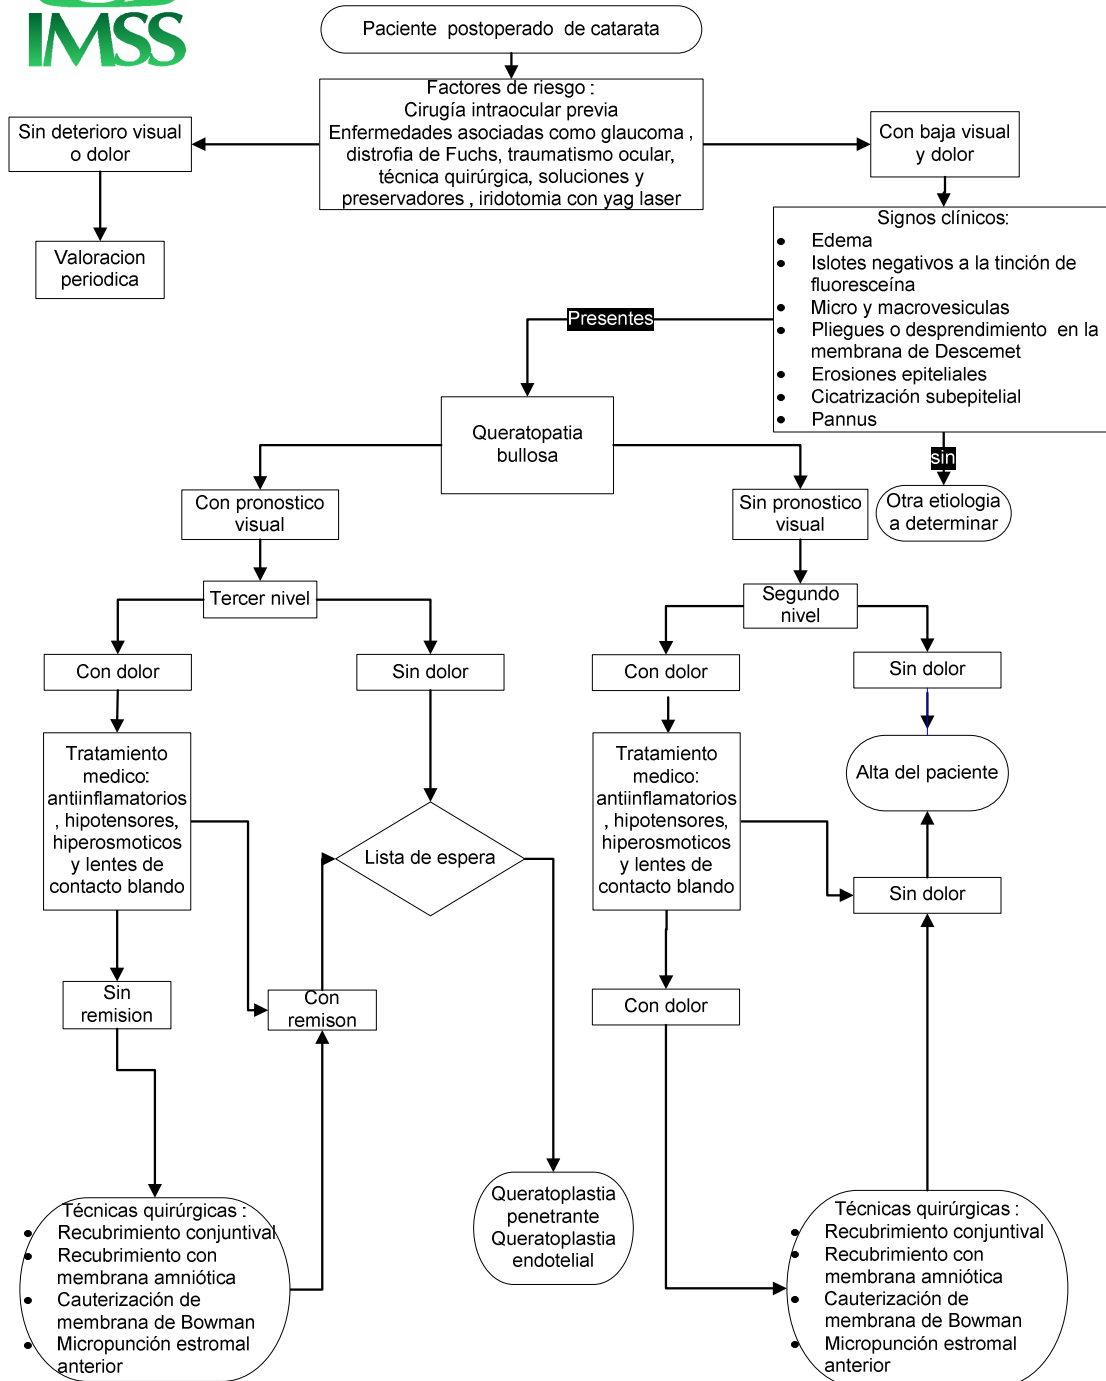 IMSS
Paciente postoperado de catarata
Factores de riesgo :
Cirugía intraocular previa
Enfermedades asociadas como glaucoma ,
distrofia de Fuchs, traumatismo ocular,
técnica quirúrgica, soluciones y
preservadores , iridotomia con yag laser
Sin deterioro visual
o dolor
Con baja visual
y dolor
Valoracion
periodica
Signos clínicos:
• Edema
• Islotes negativos a la tinción de
fluoresceína
• Micro y macrovesiculas
• Pliegues o desprendimiento en la
membrana de Descemet
• Erosiones epiteliales
• Cicatrización subepitelial
• Pannus
Presentes
sin
Queratopatia
bullosa
Otra etiologia
a determinar
Con pronostico
visual
Sin pronostico
visual
Tercer nivel
Segundo
nivel
Con dolor
Sin dolor
Con dolor
Sin dolor
Tratamiento
medico:
antiinflamatorios
, hipotensores,
hiperosmoticos
y lentes de
contacto blando
Lista de espera
Tratamiento
medico:
antiinflamatorios
, hipotensores,
hiperosmoticos
y lentes de
contacto blando
Alta del paciente
Sin dolor
Sin
remision
Con
remison
Con dolor
Técnicas quirúrgicas :
• Recubrimiento conjuntival
• Recubrimiento con
membrana amniótica
• Cauterización de
membrana de Bowman
• Micropunción estromal
anterior
Queratoplastia
penetrante
Queratoplastia
endotelial
Técnicas quirúrgicas :
• Recubrimiento conjuntival
• Recubrimiento con
membrana amniótica
• Cauterización de
membrana de Bowman
• Micropunción estromal
anterior